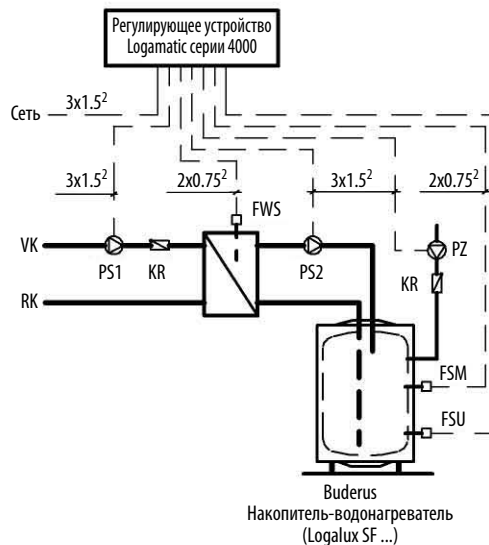 Регулирующее устройство
Logamatic серии 4000
Сеть 3x1.5²
3x1.5² 2x0.75² 3x1.5² 2x0.75²
FWS
VK PS1 KR PS2 PZ
KR
RK
FSM
FSU
Buderus
Накопитель-водонагреватель
(Logalux SF ...)